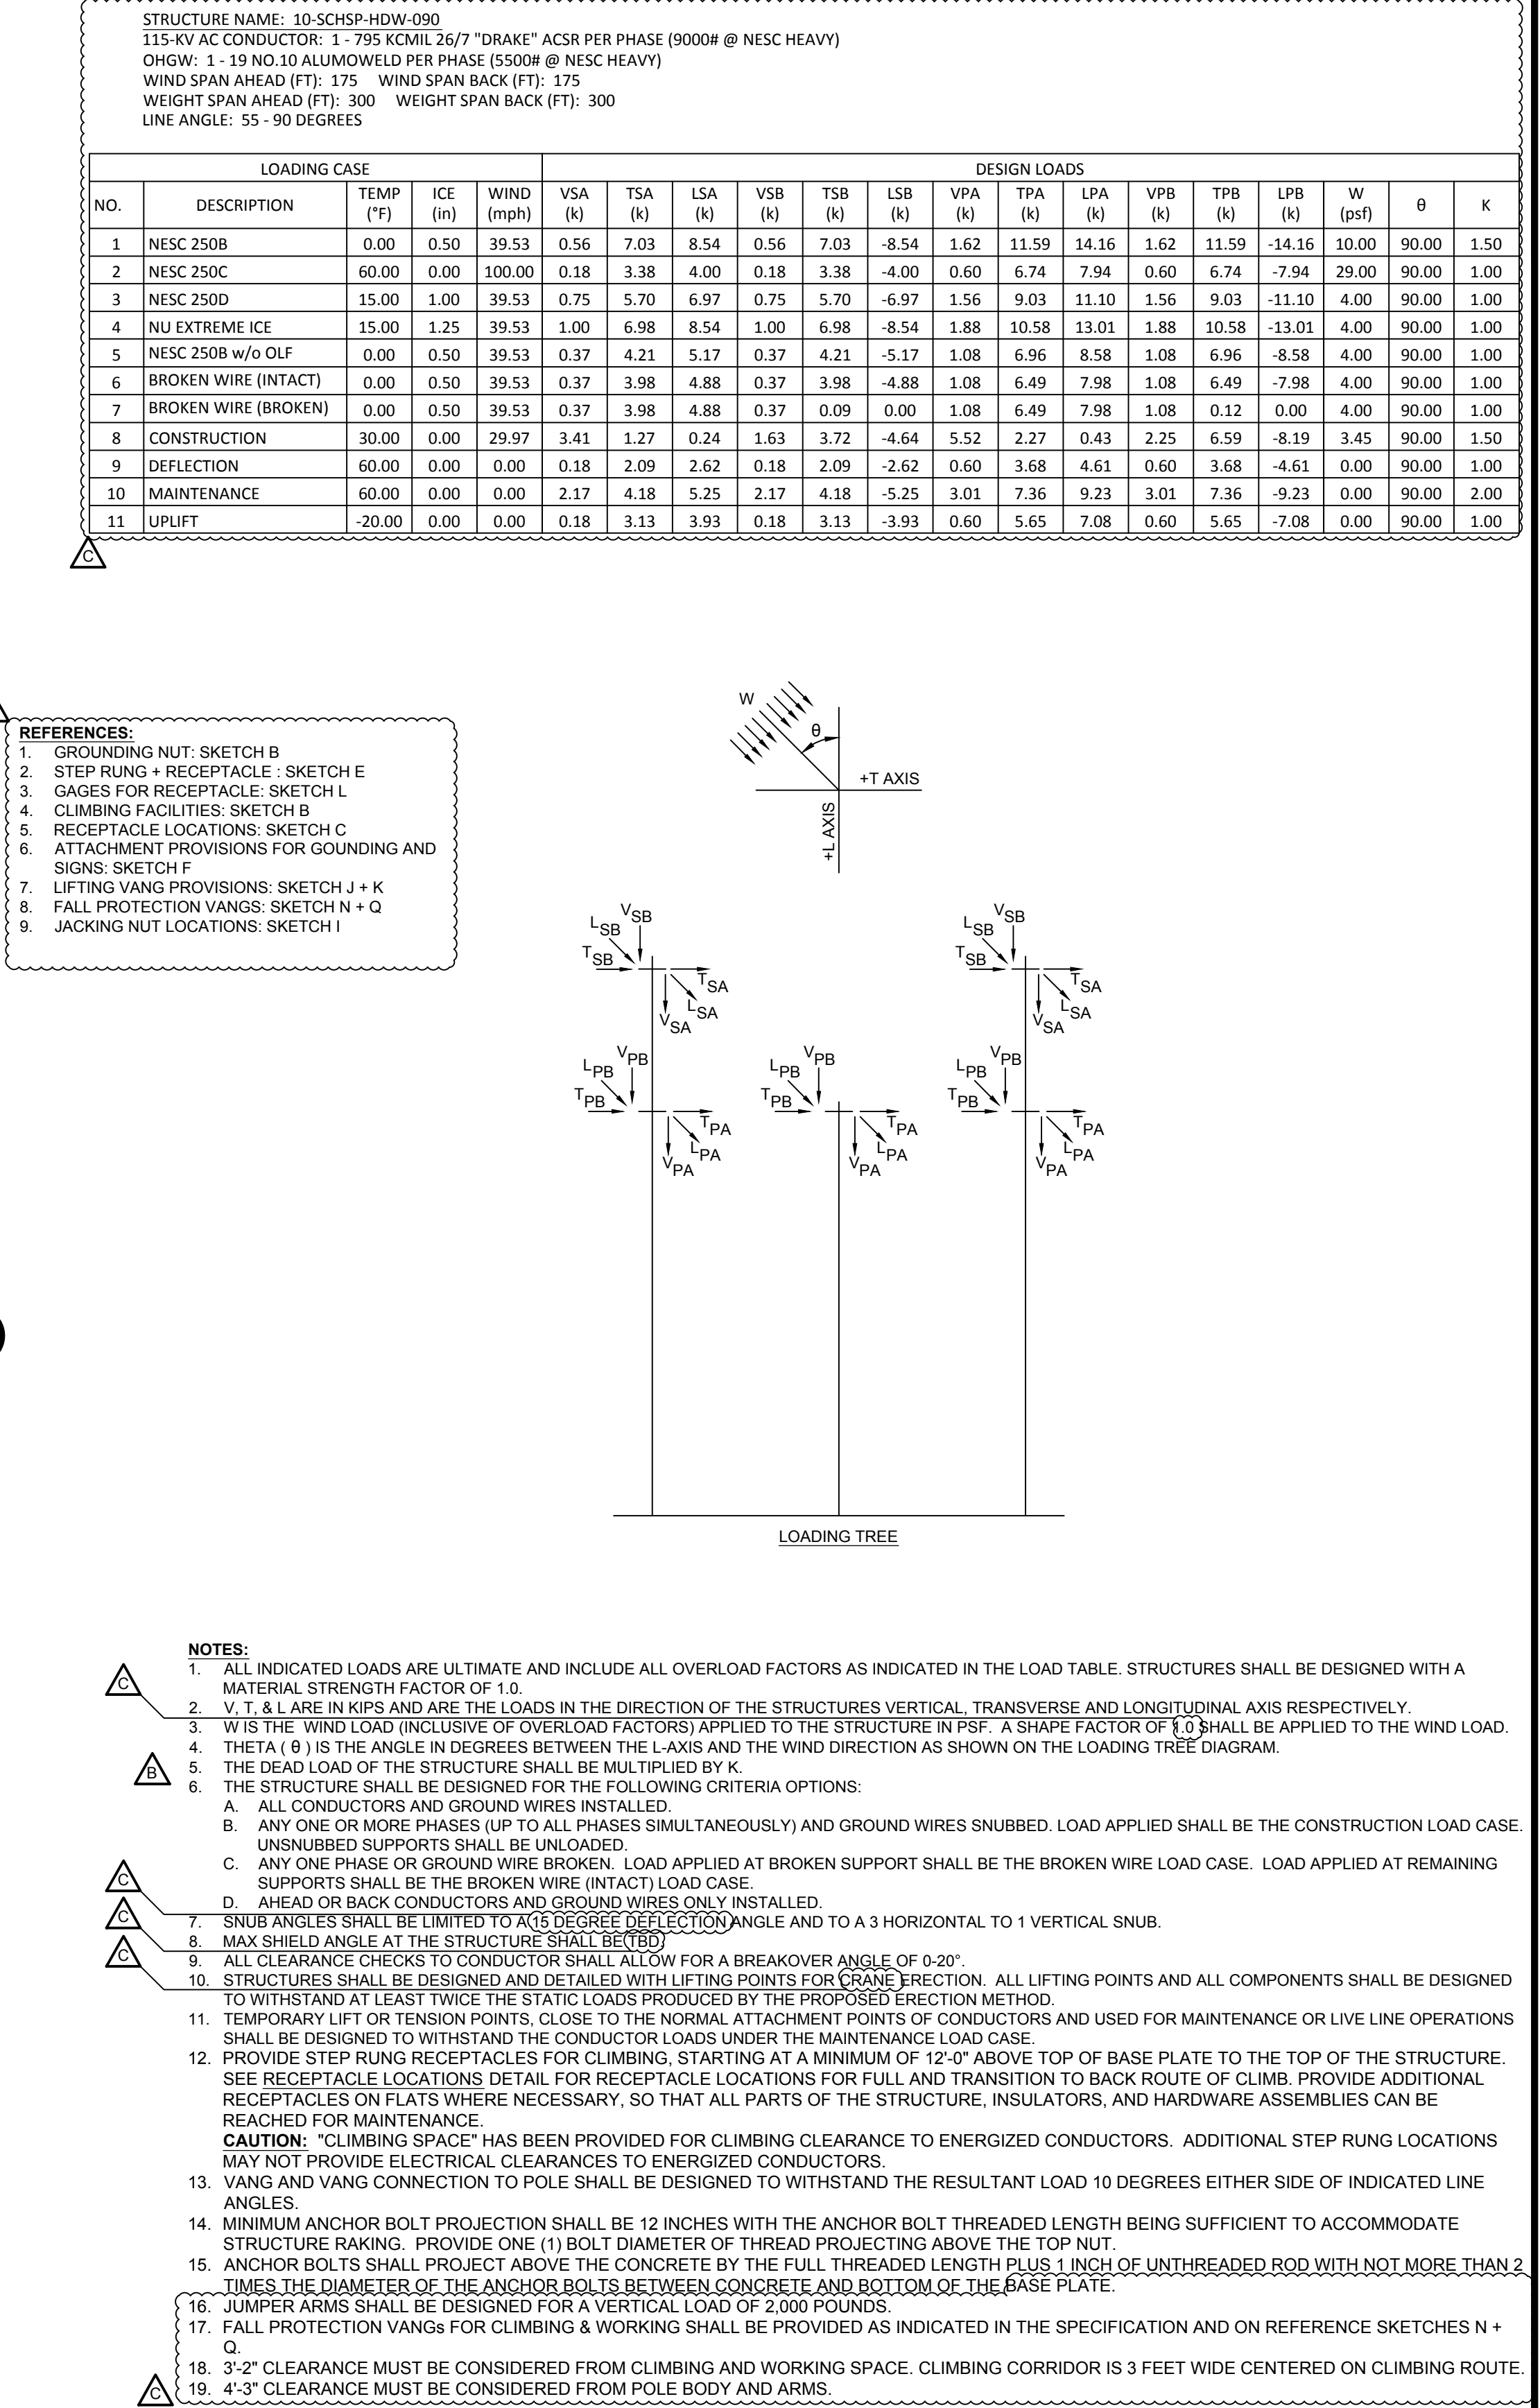 STRUCTURE NAME: 10-SCHSP-HDW-090
115-KV AC CONDUCTOR: 1 - 795 KCMIL 26/7 "DRAKE" ACSR PER PHASE (9000# @ NESC HEAVY)
OHGW: 1 - 19 NO.10 ALUMOWELD PER PHASE (5500# @ NESC HEAVY)
WIND SPAN AHEAD (FT): 175 WIND SPAN BACK (FT): 175
WEIGHT SPAN AHEAD (FT): 300 WEIGHT SPAN BACK (FT): 300
LINE ANGLE: 55 - 90 DEGREES
LOADING CASE DESIGN LOADS
NO. DESCRIPTION TEMP (°F) ICE (in) WIND (mph) VSA (k) TSA (k) LSA (k) VSB (k) TSB (k) LSB (k) VPA (k) TPA (k) LPA (k) VPB (k) TPB (k) LPB (k) W (psf) θ K
1 NESC 250B 0.00 0.50 39.53 0.56 7.03 8.54 0.56 7.03 -8.54 1.62 11.59 14.16 1.62 11.59 -14.16 10.00 90.00 1.50
2 NESC 250C 60.00 0.00 100.00 0.18 3.38 4.00 0.18 3.38 -4.00 0.60 6.74 7.94 0.60 6.74 -7.94 29.00 90.00 1.00
3 NESC 250D 15.00 1.00 39.53 0.75 5.70 6.97 0.75 5.70 -6.97 1.56 9.03 11.10 1.56 9.03 -11.10 4.00 90.00 1.00
4 NU EXTREME ICE 15.00 1.25 39.53 1.00 6.98 8.54 1.00 6.98 -8.54 1.88 10.58 13.01 1.88 10.58 -13.01 4.00 90.00 1.00
5 NESC 250B w/o OLF 0.00 0.50 39.53 0.37 4.21 5.17 0.37 4.21 -5.17 1.08 6.96 8.58 1.08 6.96 -8.58 4.00 90.00 1.00
6 BROKEN WIRE (INTACT) 0.00 0.50 39.53 0.37 3.98 4.88 0.37 3.98 -4.88 1.08 6.49 7.98 1.08 6.49 -7.98 4.00 90.00 1.00
7 BROKEN WIRE (BROKEN) 0.00 0.50 39.53 0.37 3.98 4.88 0.37 0.09 0.00 1.08 6.49 7.98 1.08 0.12 0.00 4.00 90.00 1.00
8 CONSTRUCTION 30.00 0.00 29.97 3.41 1.27 0.24 1.63 3.72 -4.64 5.52 2.27 0.43 2.25 6.59 -8.19 3.45 90.00 1.50
9 DEFLECTION 60.00 0.00 0.00 0.18 2.09 2.62 0.18 2.09 -2.62 0.60 3.68 4.61 0.60 3.68 -4.61 0.00 90.00 1.00
10 MAINTENANCE 60.00 0.00 0.00 2.17 4.18 5.25 2.17 4.18 -5.25 3.01 7.36 9.23 3.01 7.36 -9.23 0.00 90.00 2.00
11 UPLIFT -20.00 0.00 0.00 0.18 3.13 3.93 0.18 3.13 -3.93 0.60 5.65 7.08 0.60 5.65 -7.08 0.00 90.00 1.00
C
REFERENCES:
1. GROUNDING NUT: SKETCH B
2. STEP RUNG + RECEPTACLE : SKETCH E
3. GAGES FOR RECEPTACLE: SKETCH L
4. CLIMBING FACILITIES: SKETCH B
5. RECEPTACLE LOCATIONS: SKETCH C
6. ATTACHMENT PROVISIONS FOR GOUNDING AND
SIGNS: SKETCH F
7. LIFTING VANG PROVISIONS: SKETCH J + K
8. FALL PROTECTION VANGS: SKETCH N + Q
9. JACKING NUT LOCATIONS: SKETCH I
W
θ
+T AXIS
+L AXIS
VSB VSB
LSB LSB
TSB TSB
TSA TSA
LSA LSA
VSA VSA
VPB VPB VPB
LPB LPB LPB
TPB TPB TPB
TPA TPA TPA
LPA LPA LPA
VPA VPA VPA
LOADING TREE
NOTES:
C
1. ALL INDICATED LOADS ARE ULTIMATE AND INCLUDE ALL OVERLOAD FACTORS AS INDICATED IN THE LOAD TABLE. STRUCTURES SHALL BE DESIGNED WITH A
MATERIAL STRENGTH FACTOR OF 1.0.
2. V, T, & L ARE IN KIPS AND ARE THE LOADS IN THE DIRECTION OF THE STRUCTURES VERTICAL, TRANSVERSE AND LONGITUDINAL AXIS RESPECTIVELY.
3. W IS THE WIND LOAD (INCLUSIVE OF OVERLOAD FACTORS) APPLIED TO THE STRUCTURE IN PSF. A SHAPE FACTOR OF 1.0 SHALL BE APPLIED TO THE WIND LOAD.
4. THETA ( θ ) IS THE ANGLE IN DEGREES BETWEEN THE L-AXIS AND THE WIND DIRECTION AS SHOWN ON THE LOADING TREE DIAGRAM.
B
5. THE DEAD LOAD OF THE STRUCTURE SHALL BE MULTIPLIED BY K.
6. THE STRUCTURE SHALL BE DESIGNED FOR THE FOLLOWING CRITERIA OPTIONS:
A. ALL CONDUCTORS AND GROUND WIRES INSTALLED.
B. ANY ONE OR MORE PHASES (UP TO ALL PHASES SIMULTANEOUSLY) AND GROUND WIRES SNUBBED. LOAD APPLIED SHALL BE THE CONSTRUCTION LOAD CASE.
UNSNUBBED SUPPORTS SHALL BE UNLOADED.
C. ANY ONE PHASE OR GROUND WIRE BROKEN. LOAD APPLIED AT BROKEN SUPPORT SHALL BE THE BROKEN WIRE LOAD CASE. LOAD APPLIED AT REMAINING
SUPPORTS SHALL BE THE BROKEN WIRE (INTACT) LOAD CASE.
C
D. AHEAD OR BACK CONDUCTORS AND GROUND WIRES ONLY INSTALLED.
C
7. SNUB ANGLES SHALL BE LIMITED TO A 15 DEGREE DEFLECTION ANGLE AND TO A 3 HORIZONTAL TO 1 VERTICAL SNUB.
8. MAX SHIELD ANGLE AT THE STRUCTURE SHALL BE TBD.
C
9. ALL CLEARANCE CHECKS TO CONDUCTOR SHALL ALLOW FOR A BREAKOVER ANGLE OF 0-20°.
10. STRUCTURES SHALL BE DESIGNED AND DETAILED WITH LIFTING POINTS FOR CRANE ERECTION. ALL LIFTING POINTS AND ALL COMPONENTS SHALL BE DESIGNED
TO WITHSTAND AT LEAST TWICE THE STATIC LOADS PRODUCED BY THE PROPOSED ERECTION METHOD.
11. TEMPORARY LIFT OR TENSION POINTS, CLOSE TO THE NORMAL ATTACHMENT POINTS OF CONDUCTORS AND USED FOR MAINTENANCE OR LIVE LINE OPERATIONS
SHALL BE DESIGNED TO WITHSTAND THE CONDUCTOR LOADS UNDER THE MAINTENANCE LOAD CASE.
12. PROVIDE STEP RUNG RECEPTACLES FOR CLIMBING, STARTING AT A MINIMUM OF 12'-0" ABOVE TOP OF BASE PLATE TO THE TOP OF THE STRUCTURE.
SEE RECEPTACLE LOCATIONS DETAIL FOR RECEPTACLE LOCATIONS FOR FULL AND TRANSITION TO BACK ROUTE OF CLIMB. PROVIDE ADDITIONAL
RECEPTACLES ON FLATS WHERE NECESSARY, SO THAT ALL PARTS OF THE STRUCTURE, INSULATORS, AND HARDWARE ASSEMBLIES CAN BE
REACHED FOR MAINTENANCE.
CAUTION: "CLIMBING SPACE" HAS BEEN PROVIDED FOR CLIMBING CLEARANCE TO ENERGIZED CONDUCTORS. ADDITIONAL STEP RUNG LOCATIONS
MAY NOT PROVIDE ELECTRICAL CLEARANCES TO ENERGIZED CONDUCTORS.
13. VANG AND VANG CONNECTION TO POLE SHALL BE DESIGNED TO WITHSTAND THE RESULTANT LOAD 10 DEGREES EITHER SIDE OF INDICATED LINE
ANGLES.
14. MINIMUM ANCHOR BOLT PROJECTION SHALL BE 12 INCHES WITH THE ANCHOR BOLT THREADED LENGTH BEING SUFFICIENT TO ACCOMMODATE
STRUCTURE RAKING. PROVIDE ONE (1) BOLT DIAMETER OF THREAD PROJECTING ABOVE THE TOP NUT.
15. ANCHOR BOLTS SHALL PROJECT ABOVE THE CONCRETE BY THE FULL THREADED LENGTH PLUS 1 INCH OF UNTHREADED ROD WITH NOT MORE THAN 2
TIMES THE DIAMETER OF THE ANCHOR BOLTS BETWEEN CONCRETE AND BOTTOM OF THE BASE PLATE.
16. JUMPER ARMS SHALL BE DESIGNED FOR A VERTICAL LOAD OF 2,000 POUNDS.
17. FALL PROTECTION VANGs FOR CLIMBING & WORKING SHALL BE PROVIDED AS INDICATED IN THE SPECIFICATION AND ON REFERENCE SKETCHES N +
Q.
18. 3'-2" CLEARANCE MUST BE CONSIDERED FROM CLIMBING AND WORKING SPACE. CLIMBING CORRIDOR IS 3 FEET WIDE CENTERED ON CLIMBING ROUTE.
19. 4'-3" CLEARANCE MUST BE CONSIDERED FROM POLE BODY AND ARMS.
C